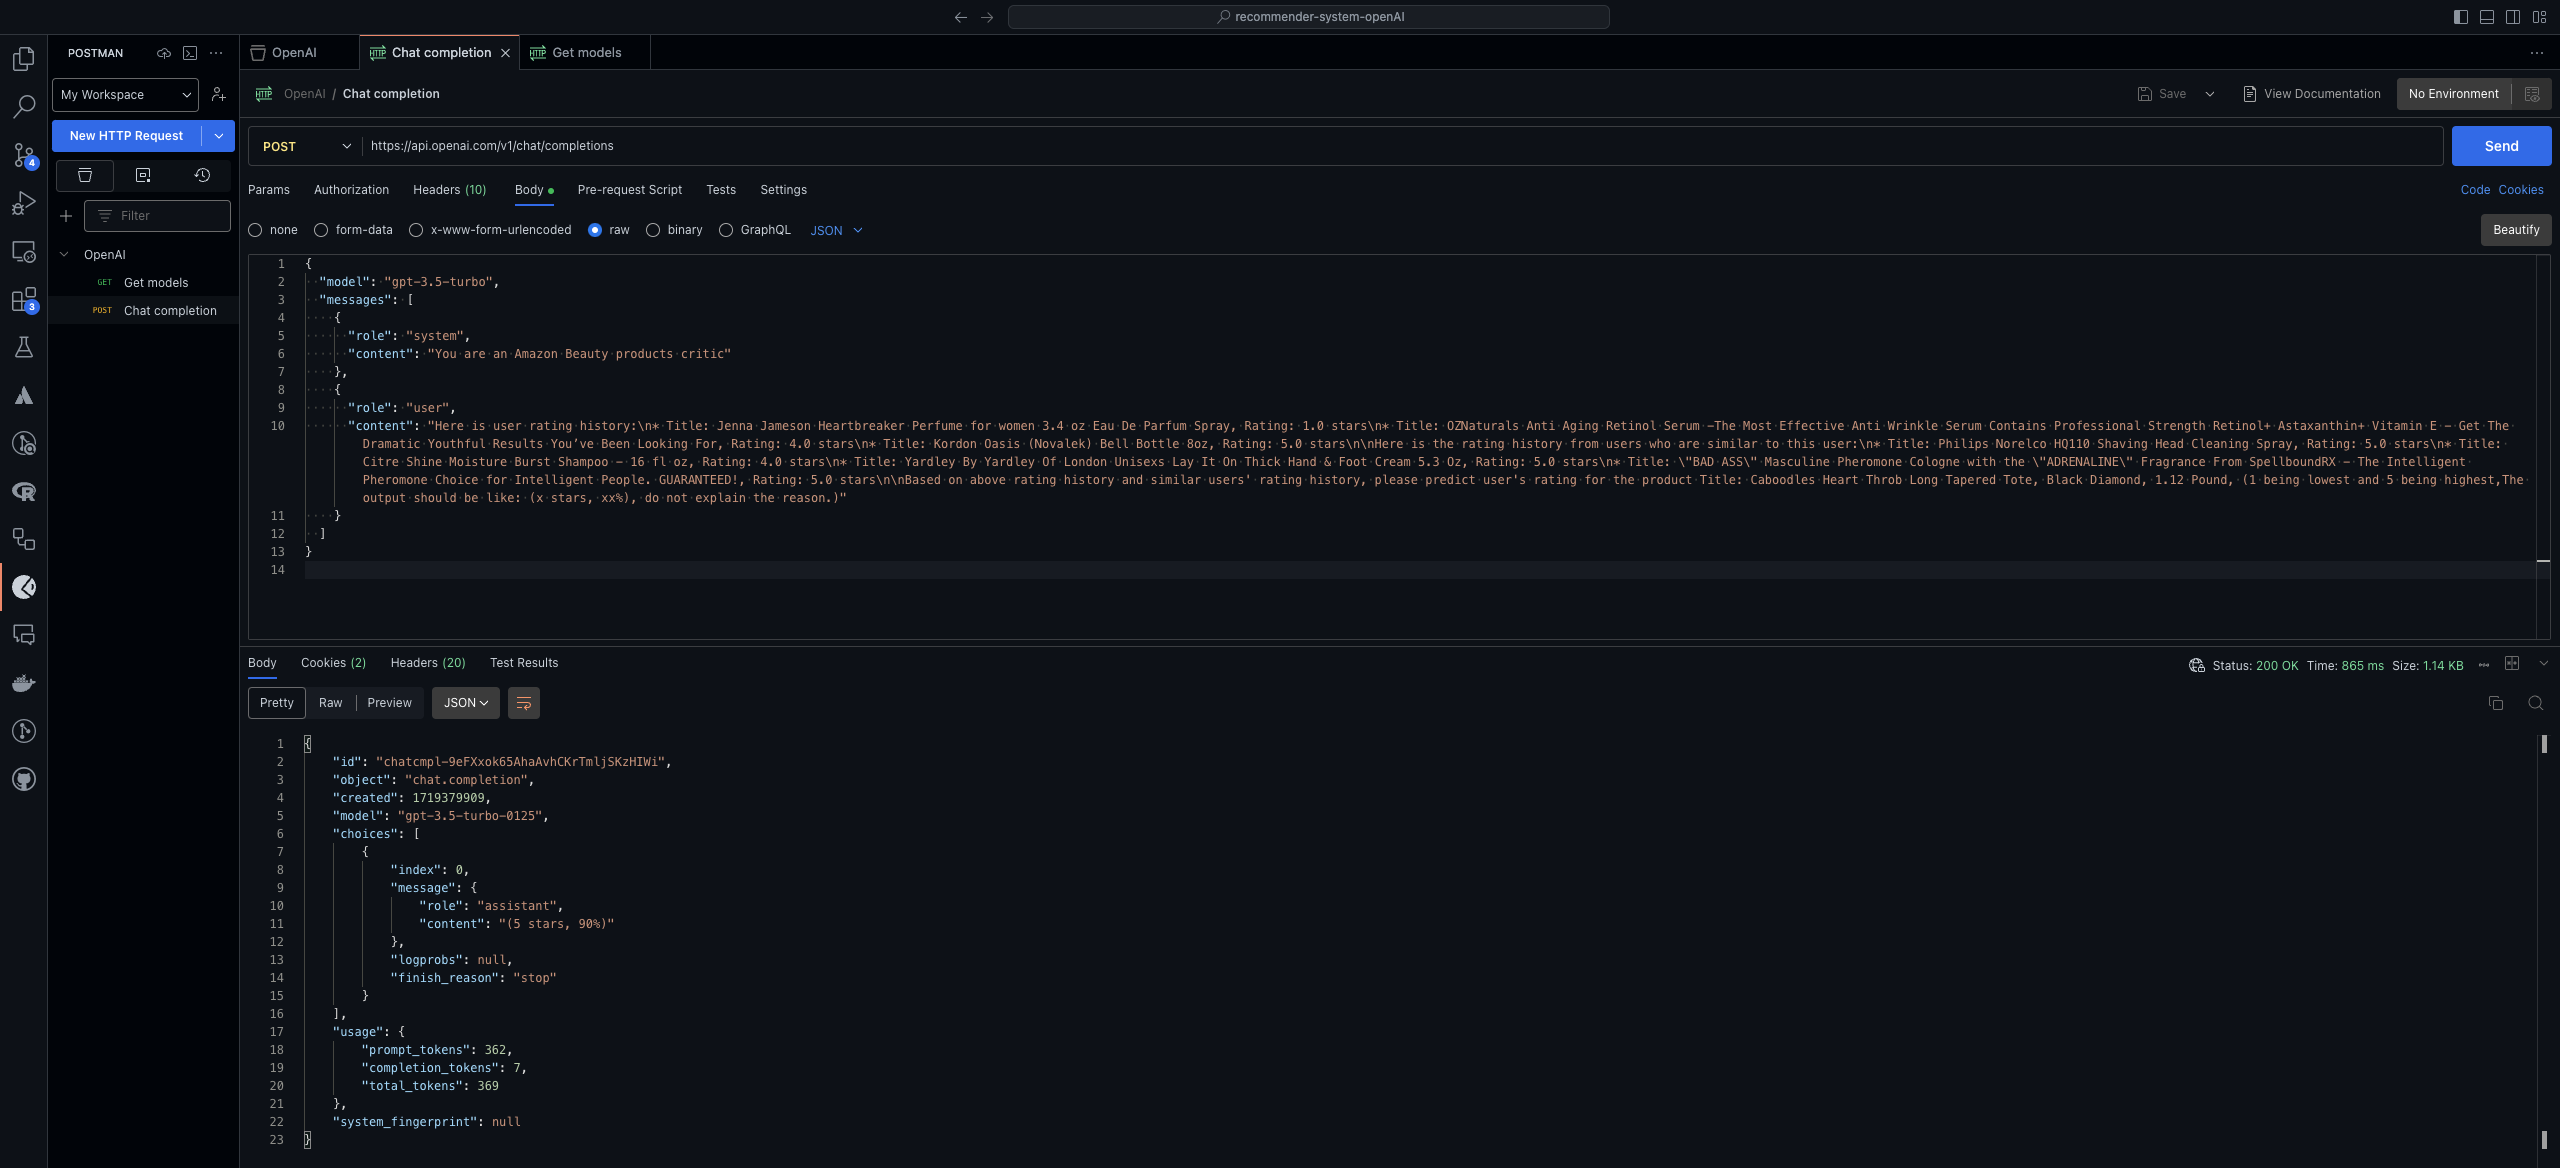 recommender-system-openAI
POSTMAN
OpenAI
Chat completion
Get models
My Workspace
OpenAI / Chat completion
Save
View Documentation
No Environment
New HTTP Request
POST
https://api.openai.com/v1/chat/completions
Send
4
Params Authorization Headers (10) Body Pre-request Script Tests Settings
Code Cookies
Filter
none form-data x-www-form-urlencoded raw binary GraphQL JSON
Beautify
OpenAI
GET Get models
POST Chat completion
3
1 {
2 "model": "gpt-3.5-turbo",
3 "messages": [
4 {
5 "role": "system",
6 "content": "You are an Amazon Beauty products critic"
7 },
8 {
9 "role": "user",
10 "content": "Here is user rating history:\n* Title: Jenna Jameson Heartbreaker Perfume for women 3.4 oz Eau De Parfum Spray, Rating: 1.0 stars\n* Title: OZNaturals Anti Aging Retinol Serum -The Most Effective Anti Wrinkle Serum Contains Professional Strength Retinol+ Astaxanthin+ Vitamin E - Get The
Dramatic Youthful Results You've Been Looking For, Rating: 4.0 stars\n* Title: Kordon Oasis (Novalek) Bell Bottle 8oz, Rating: 5.0 stars\n\nHere is the rating history from users who are similar to this user:\n* Title: Philips Norelco HQ110 Shaving Head Cleaning Spray, Rating: 5.0 stars\n* Title:
Citre Shine Moisture Burst Shampoo - 16 fl oz, Rating: 4.0 stars\n* Title: Yardley By Yardley Of London Unisexs Lay It On Thick Hand & Foot Cream 5.3 Oz, Rating: 5.0 stars\n* Title: \"BAD ASS\" Masculine Pheromone Cologne with the \"ADRENALINE\" Fragrance From SpellboundRX - The Intelligent
Pheromone Choice for Intelligent People. GUARANTEED!, Rating: 5.0 stars\n\nBased on above rating history and similar users' rating history, please predict user's rating for the product Title: Caboodles Heart Throb Long Tapered Tote, Black Diamond, 1.12 Pound, (1 being lowest and 5 being highest,The
output should be like: (x stars, xx%), do not explain the reason.)"
11 }
12 ]
13 }
14
Body Cookies (2) Headers (20) Test Results
Status: 200 OK Time: 865 ms Size: 1.14 KB
Pretty Raw Preview JSON
1 {
2 "id": "chatcmpl-9eFXxok65AhaAvhCKrTmljSKzHIWi",
3 "object": "chat.completion",
4 "created": 1719379909,
5 "model": "gpt-3.5-turbo-0125",
6 "choices": [
7 {
8 "index": 0,
9 "message": {
10 "role": "assistant",
11 "content": "(5 stars, 90%)"
12 },
13 "logprobs": null,
14 "finish_reason": "stop"
15 }
16 ],
17 "usage": {
18 "prompt_tokens": 362,
19 "completion_tokens": 7,
20 "total_tokens": 369
21 },
22 "system_fingerprint": null
23 }